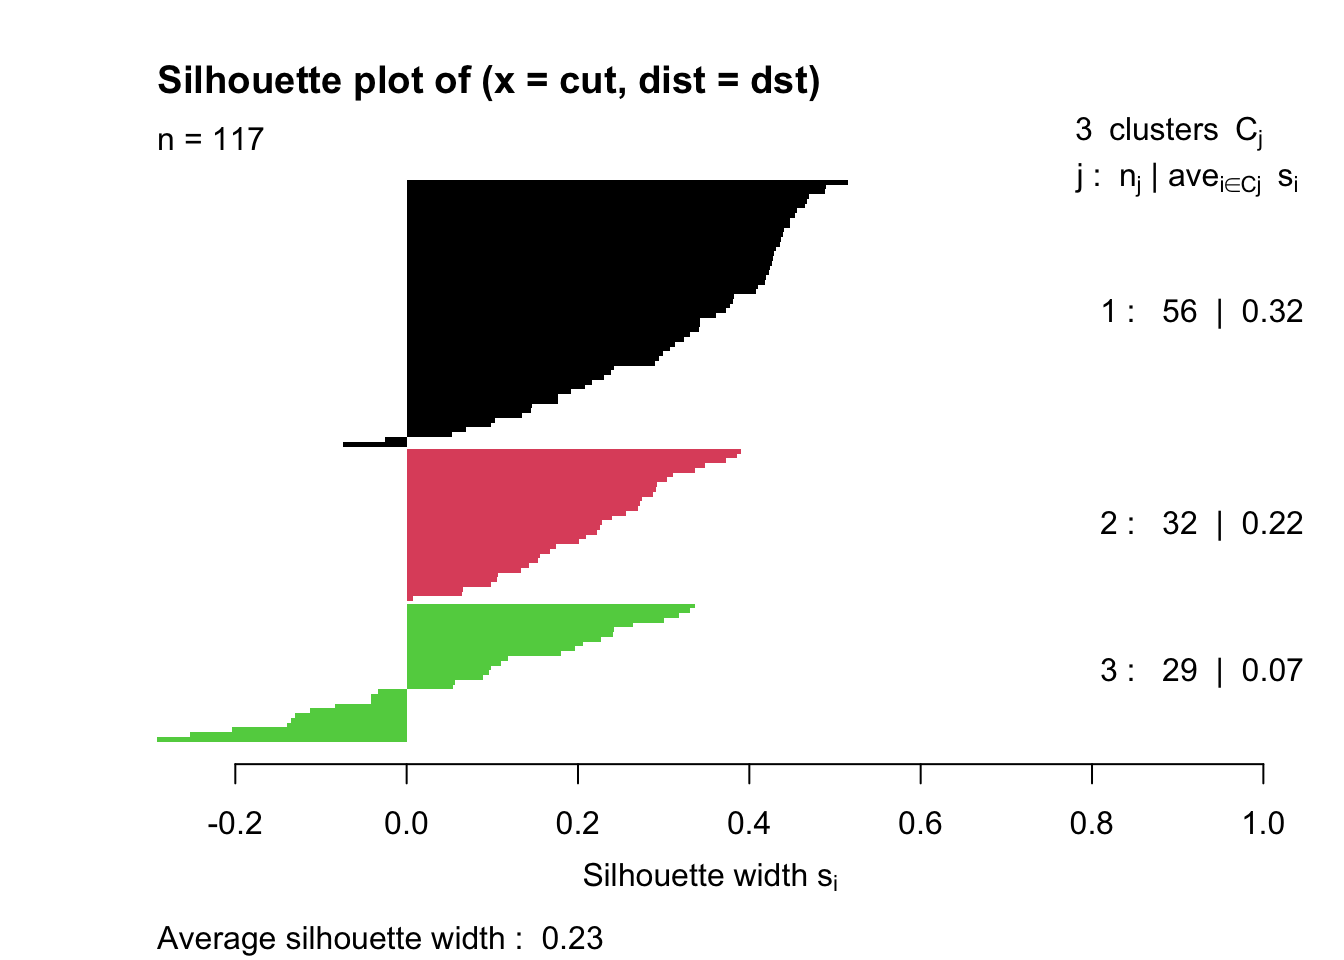 Silhouette plot of (x = cut, dist = dst)
n = 117
3 clusters Cj
j : nj | avei∈Cj si
1 : 56 | 0.32
2 : 32 | 0.22
3 : 29 | 0.07
-0.2 0.0 0.2 0.4 0.6 0.8 1.0
Silhouette width si
Average silhouette width : 0.23